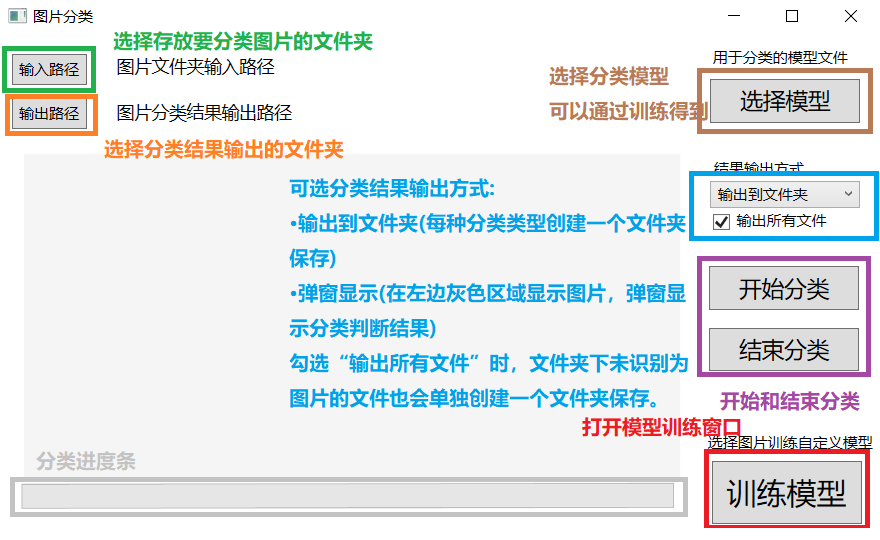 图片分类
选择存放要分类图片的文件夹
输入路径
图片文件夹输入路径
输出路径
图片分类结果输出路径
选择分类结果输出的文件夹
用于分类的模型文件
选择分类模型
可以通过训练得到
选择模型
结果输出方式
输出到文件夹
输出所有文件
可选分类结果输出方式:
•输出到文件夹(每种分类类型创建一个文件夹
保存)
•弹窗显示(在左边灰色区域显示图片，弹窗显
示分类判断结果)
勾选“输出所有文件”时，文件夹下未识别为
图片的文件也会单独创建一个文件夹保存。
开始分类
结束分类
开始和结束分类
打开模型训练窗口
选择图片训练自定义模型
训练模型
分类进度条